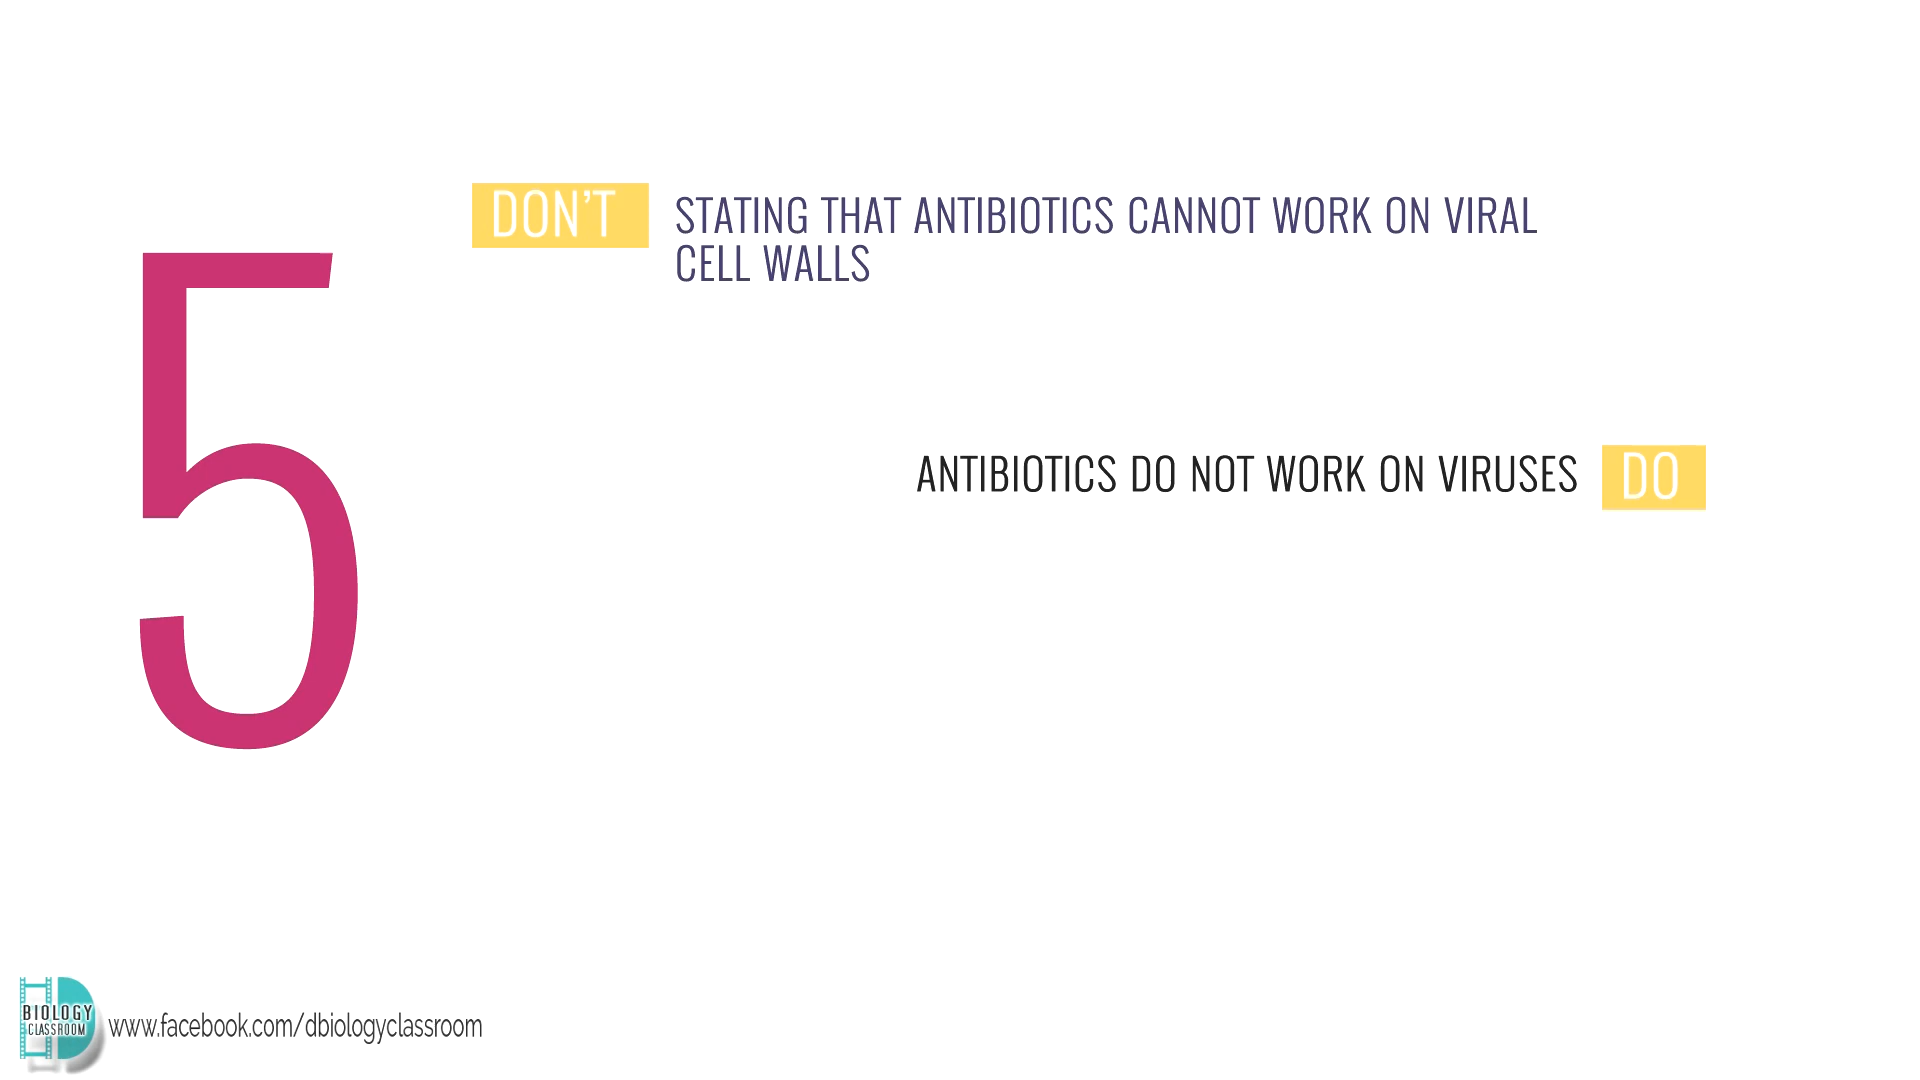 5
DON'T
STATING THAT ANTIBIOTICS CANNOT WORK ON VIRAL
CELL WALLS
ANTIBIOTICS DO NOT WORK ON VIRUSES
DO
BIOLOGY
CLASSROOM
www.facebook.com/dbiologyclassroom